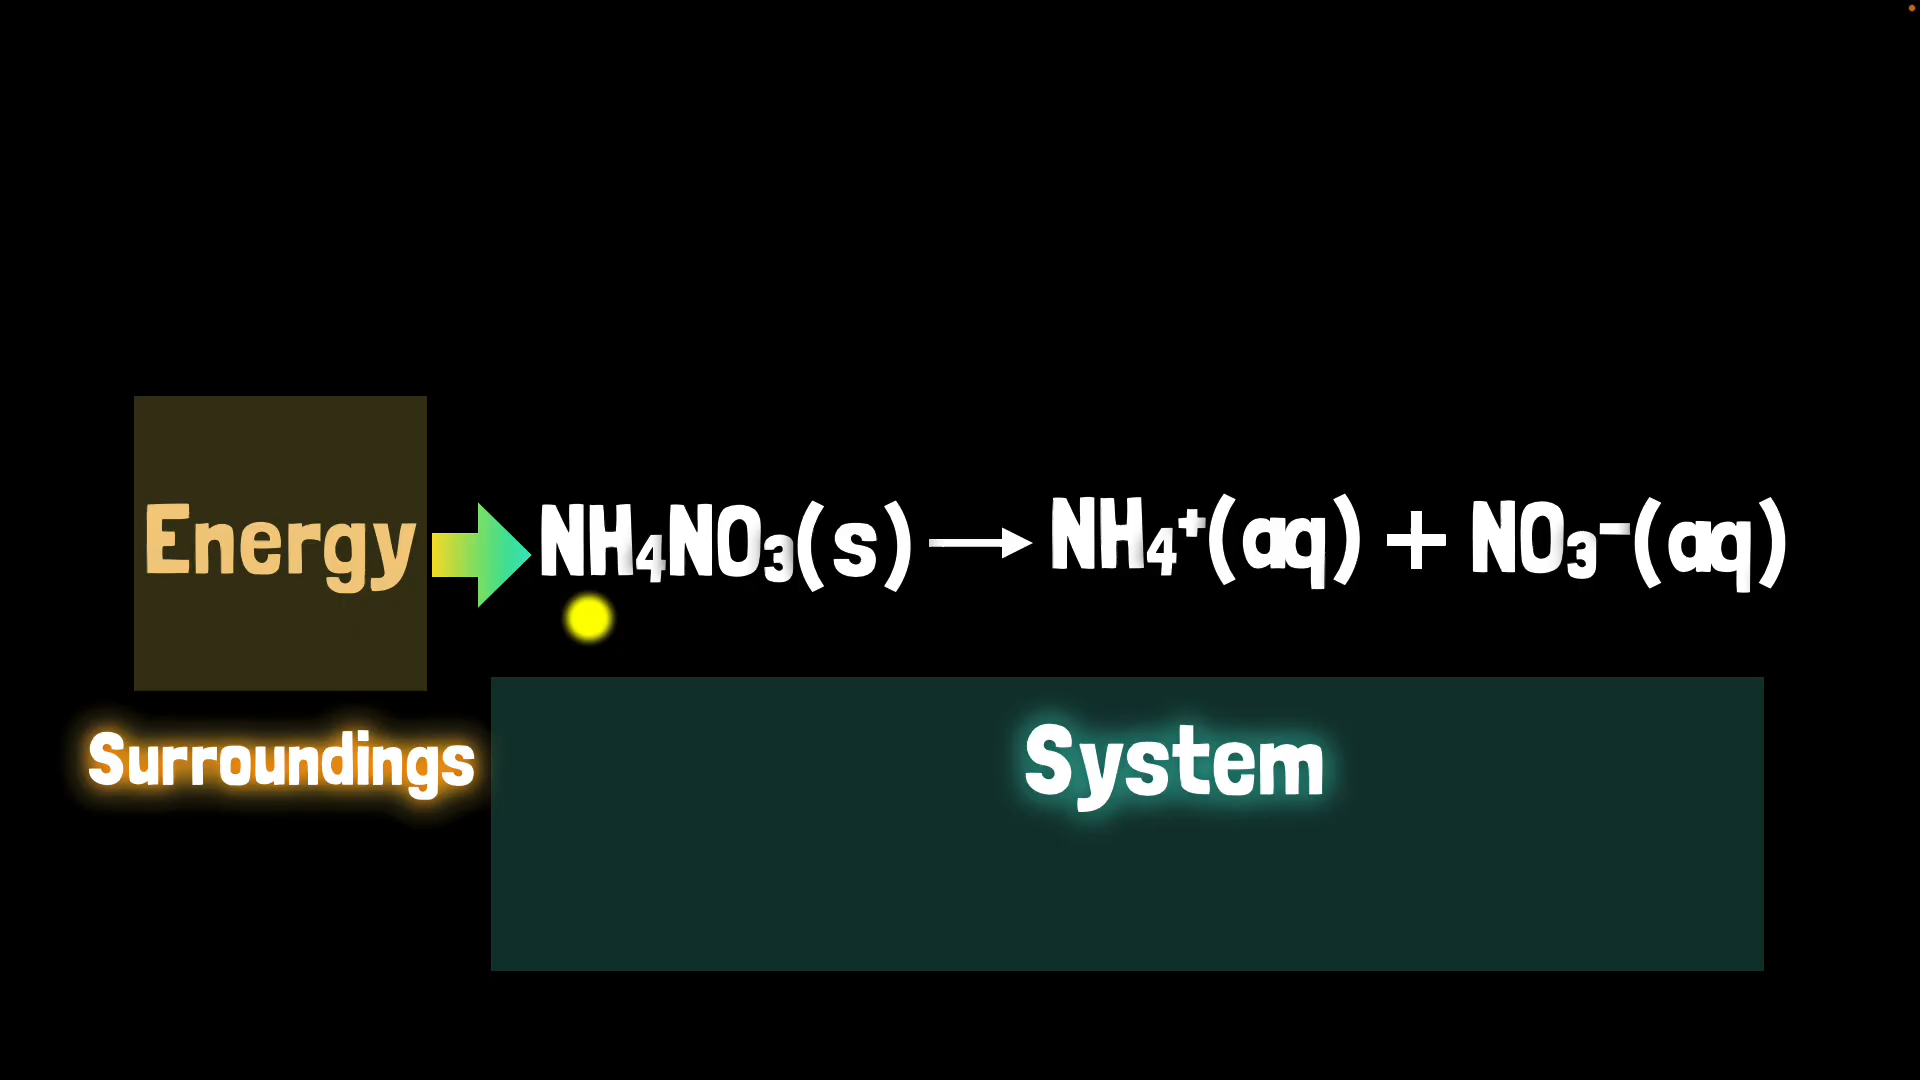 Energy NH₄NO₃(s) → NH₄⁺(aq) + NO₃⁻(aq)
Surroundings System